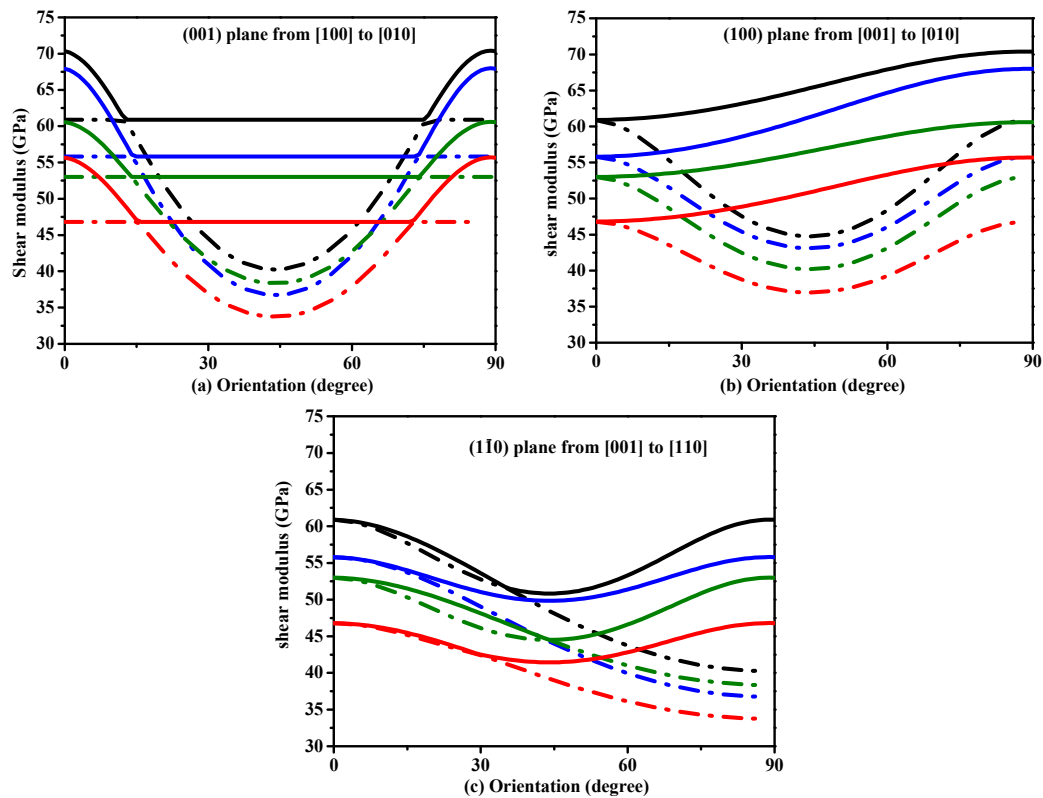 (001) plane from [100] to [010]
Shear modulus (GPa)
75
70
65
60
55
50
45
40
35
30
0 30 60 90
(a) Orientation (degree)
(100) plane from [001] to [010]
shear modulus (GPa)
75
70
65
60
55
50
45
40
35
30
0 30 60 90
(b) Orientation (degree)
(11̄0) plane from [001] to [110]
shear modulus (GPa)
75
70
65
60
55
50
45
40
35
30
0 30 60 90
(c) Orientation (degree)